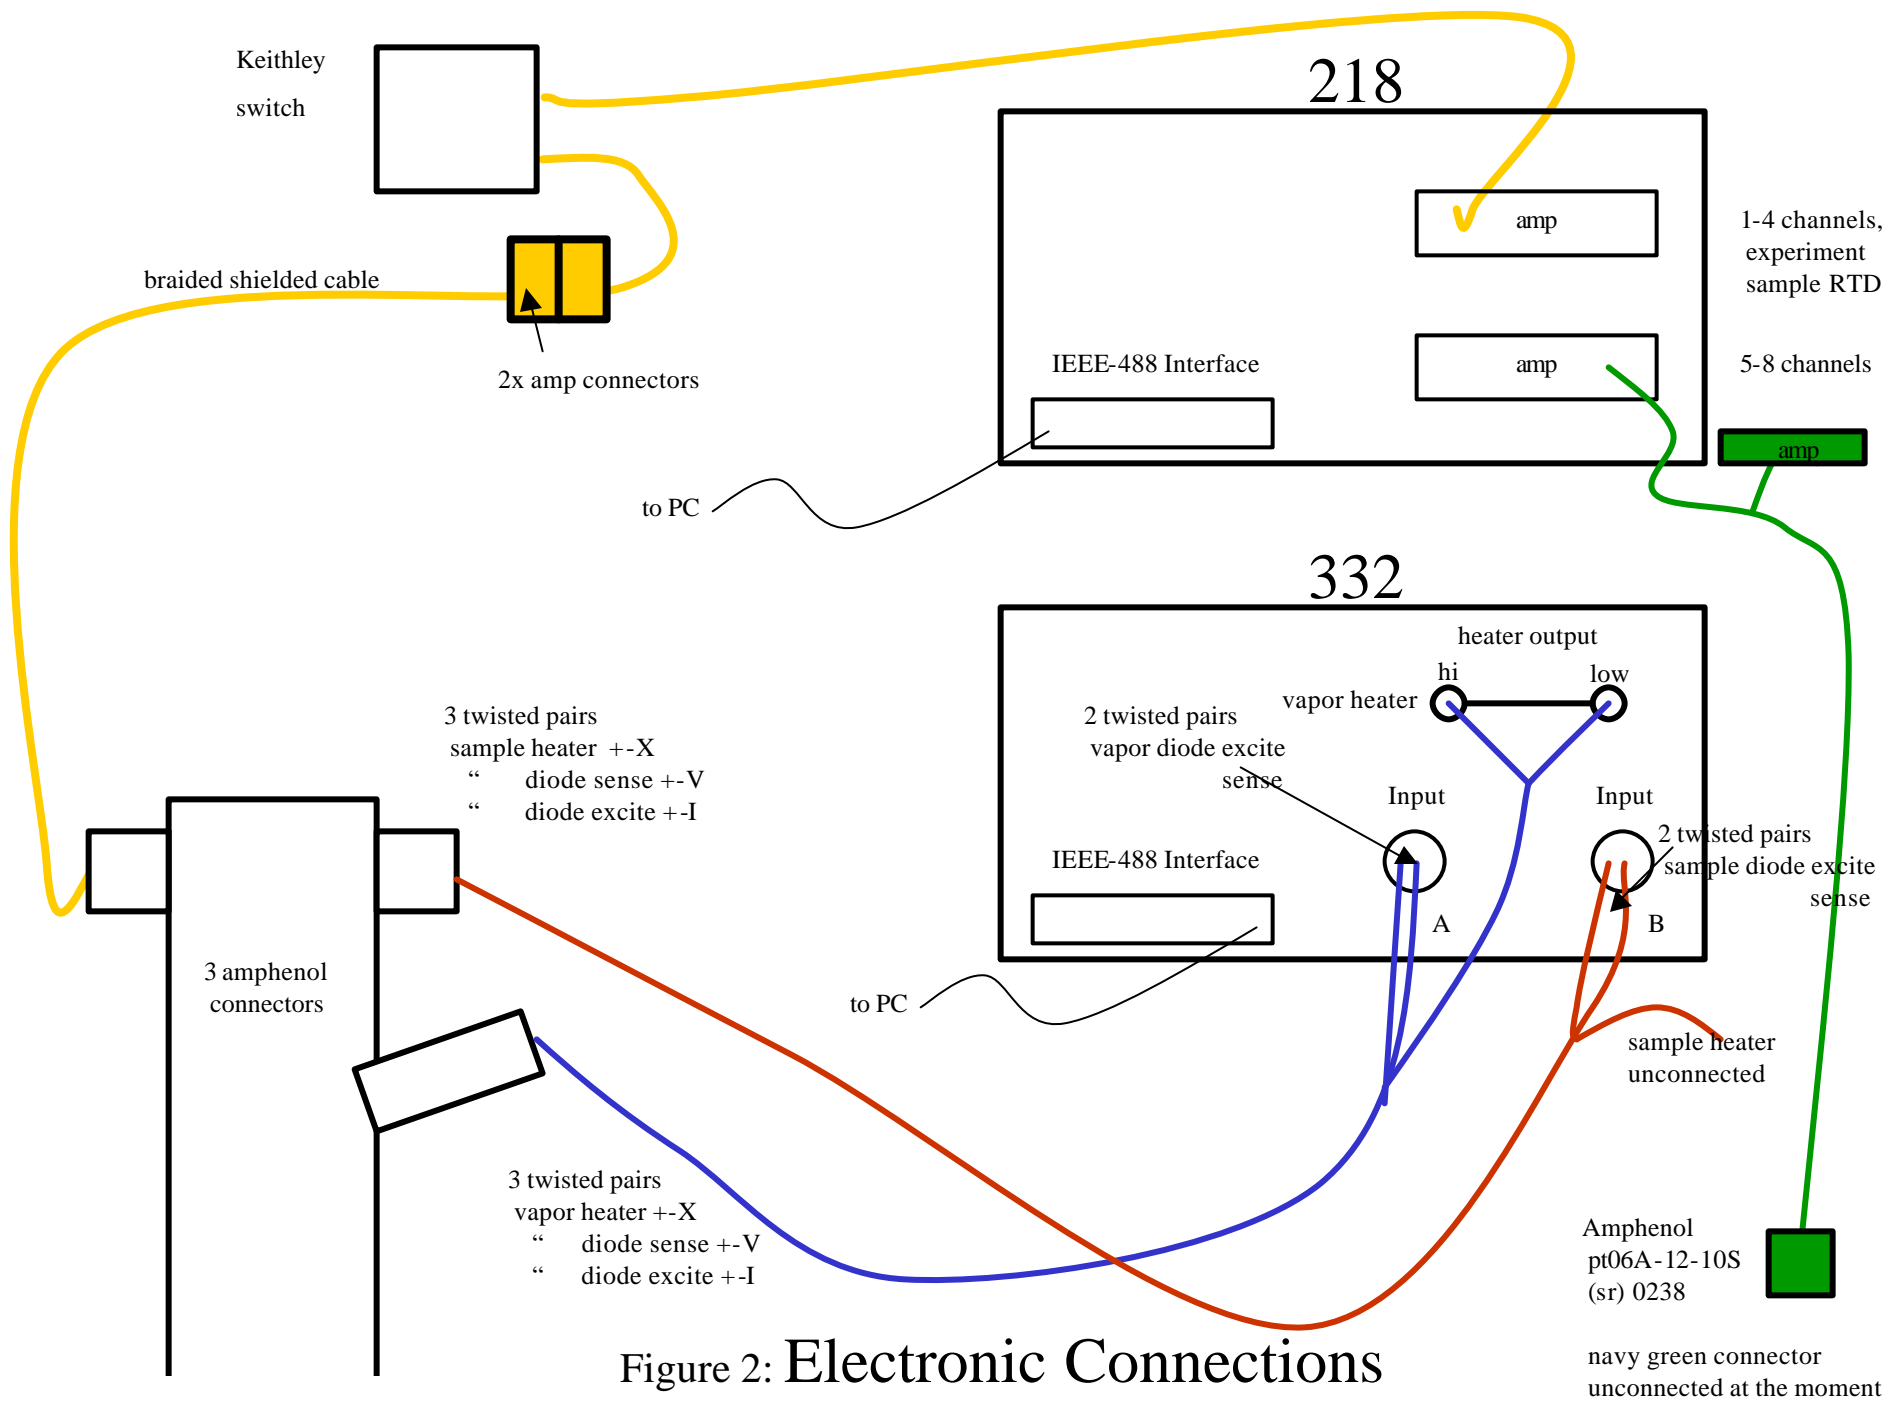 Keithley
switch
218
amp
1-4 channels,
experiment
sample RTD
braided shielded cable
2x amp connectors
IEEE-488 Interface
amp
5-8 channels
amp
to PC
332
heater output
hi
low
vapor heater
3 twisted pairs
sample heater +-X
“ diode sense +-V
“ diode excite +-I
2 twisted pairs
vapor diode excite
sense
Input
Input
2 twisted pairs
sample diode excite
sense
IEEE-488 Interface
A
B
3 amphenol
connectors
to PC
sample heater
unconnected
3 twisted pairs
vapor heater +-X
“ diode sense +-V
“ diode excite +-I
Amphenol
pt06A-12-10S
(sr) 0238
navy green connector
unconnected at the moment
Figure 2: Electronic Connections